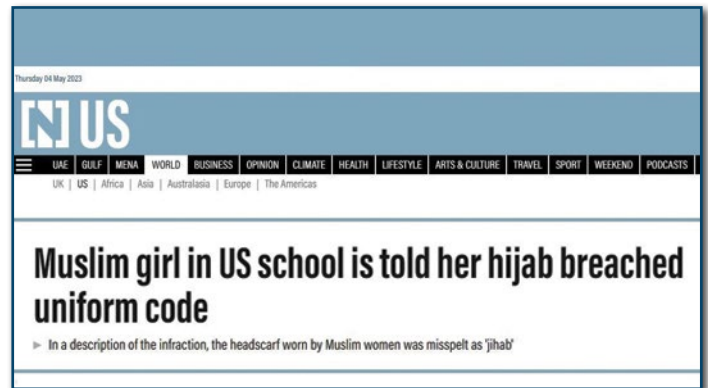 Thursday 04 May 2023
[N] US
UAE GULF MENA WORLD BUSINESS OPINION CLIMATE HEALTH LIFESTYLE ARTS & CULTURE TRAVEL SPORT WEEKEND PODCASTS
UK | US | Africa | Asia | Australasia | Europe | The Americas
Muslim girl in US school is told her hijab breached
uniform code
In a description of the infraction, the headscarf worn by Muslim women was misspelt as 'jihab'